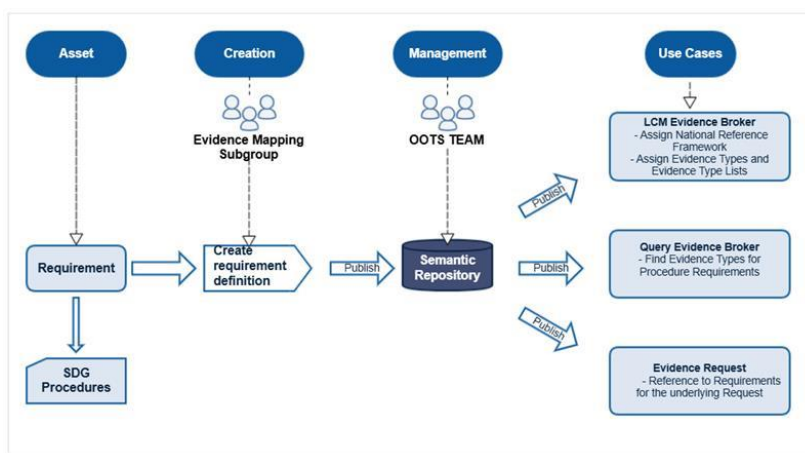 Asset
Creation
Management
Use Cases
Evidence Mapping
Subgroup
OOTS TEAM
LCM Evidence Broker
- Assign National Reference
Framework
- Assign Evidence Types and
Evidence Type Lists
Publish
Requirement
Create
requirement
definition
Publish
Semantic
Repository
Publish
Query Evidence Broker
- Find Evidence Types for
Procedure Requirements
Publish
SDG
Procedures
Evidence Request
- Reference to Requirements
for the underlying Request